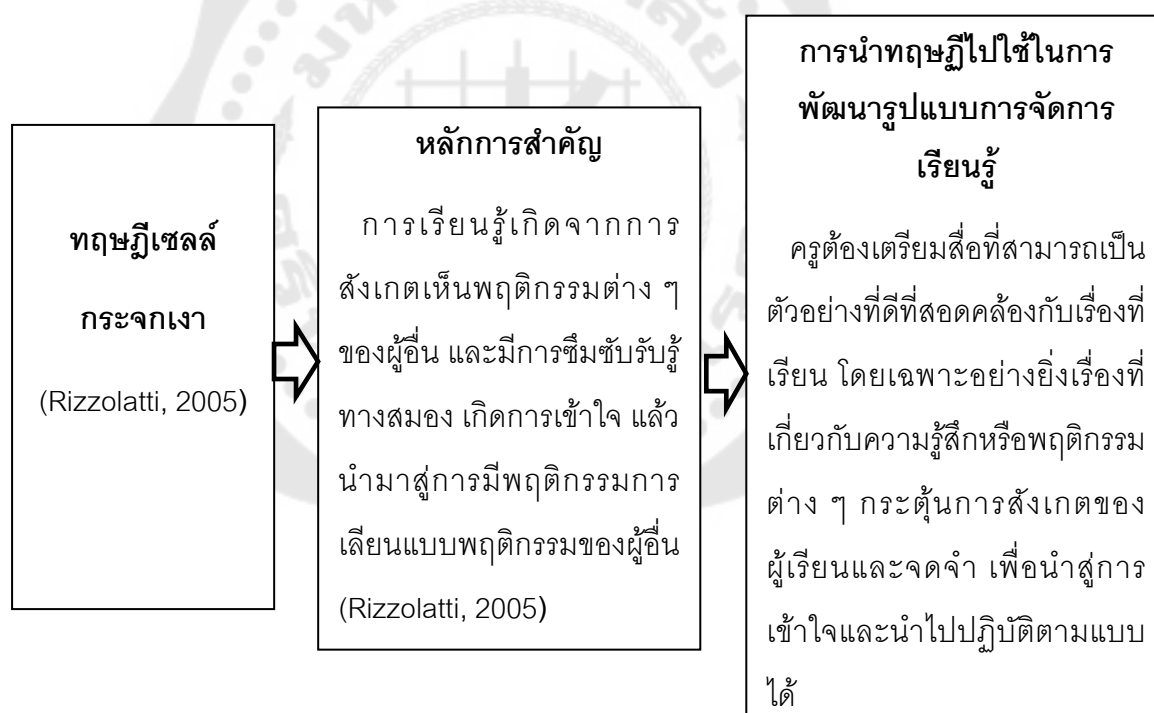 ทฤษฎีเซลล์
กระจกเงา
(Rizzolatti, 2005)
หลักการสำคัญ
การเรียนรู้เกิดจากการ
สังเกตเห็นพฤติกรรมต่าง ๆ
ของผู้อื่น และมีการซึมซับรับรู้
ทางสมอง เกิดการเข้าใจ แล้ว
นำมาสู่การมีพฤติกรรมการ
เลียนแบบพฤติกรรมของผู้อื่น
(Rizzolatti, 2005)
การนำทฤษฎีไปใช้ในการ
พัฒนารูปแบบการจัดการ
เรียนรู้
ครูต้องเตรียมสื่อที่สามารถเป็น
ตัวอย่างที่ดีที่สอดคล้องกับเรื่องที่
เรียน โดยเฉพาะอย่างยิ่งเรื่องที่
เกี่ยวกับความรู้สึกหรือพฤติกรรม
ต่าง ๆ กระตุ้นการสังเกตของ
ผู้เรียนและจดจำ เพื่อนำสู่การ
เข้าใจและนำไปปฏิบัติตามแบบ
ได้